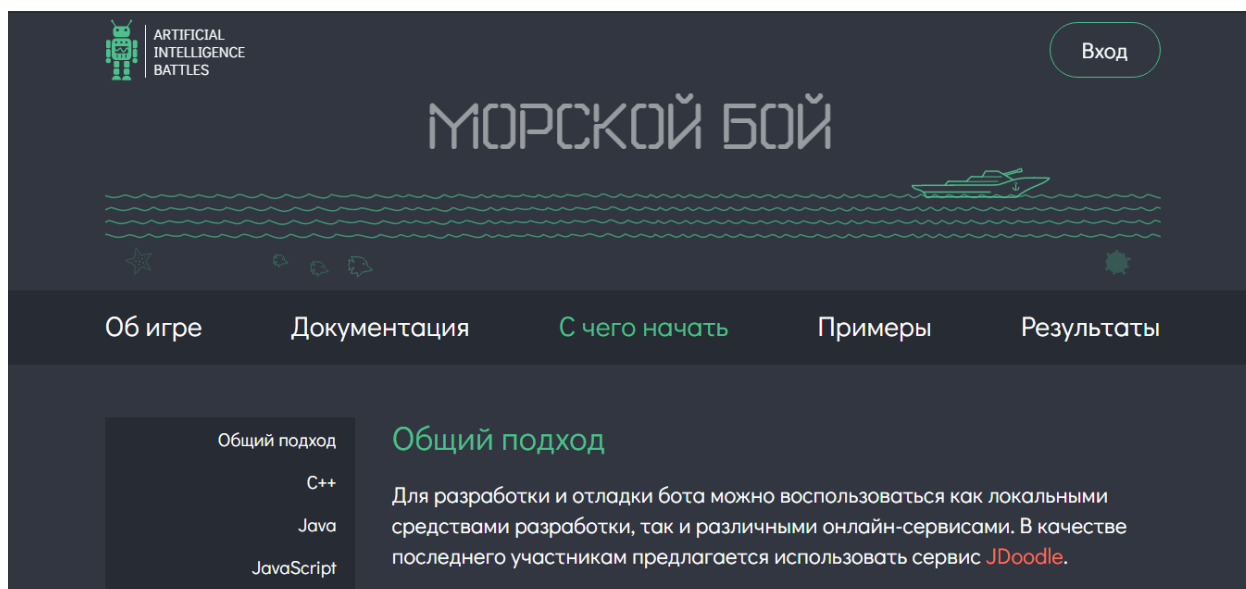 ARTIFICIAL
INTELLIGENCE
BATTLES
Вход
МОРСКОЙ БОЙ
Об игре
Документация
С чего начать
Примеры
Результаты
Общий подход
C++
Java
JavaScript
Общий подход
Для разработки и отладки бота можно воспользоваться как локальными
средствами разработки, так и различными онлайн-сервисами. В качестве
последнего участникам предлагается использовать сервис JDoodle.